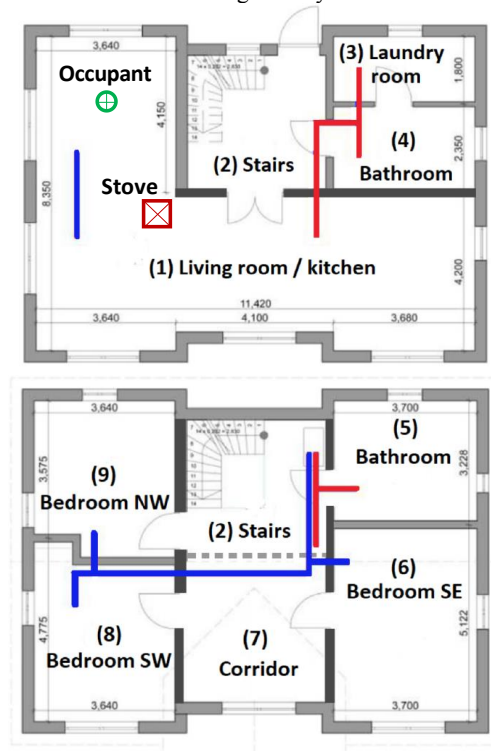 3,640
Occupant
4,150
8,350
Stove
(2) Stairs
(3) Laundry
room
1,800
(4)
Bathroom
2,350
(1) Living room / kitchen
4,200
11,420
3,640
4,100
3,680
3,640
3,575
(9)
Bedroom NW
(2) Stairs
3,700
(5)
Bathroom
3,228
(6)
Bedroom SE
5,122
4,775
(8)
Bedroom SW
(7)
Corridor
3,640
3,700